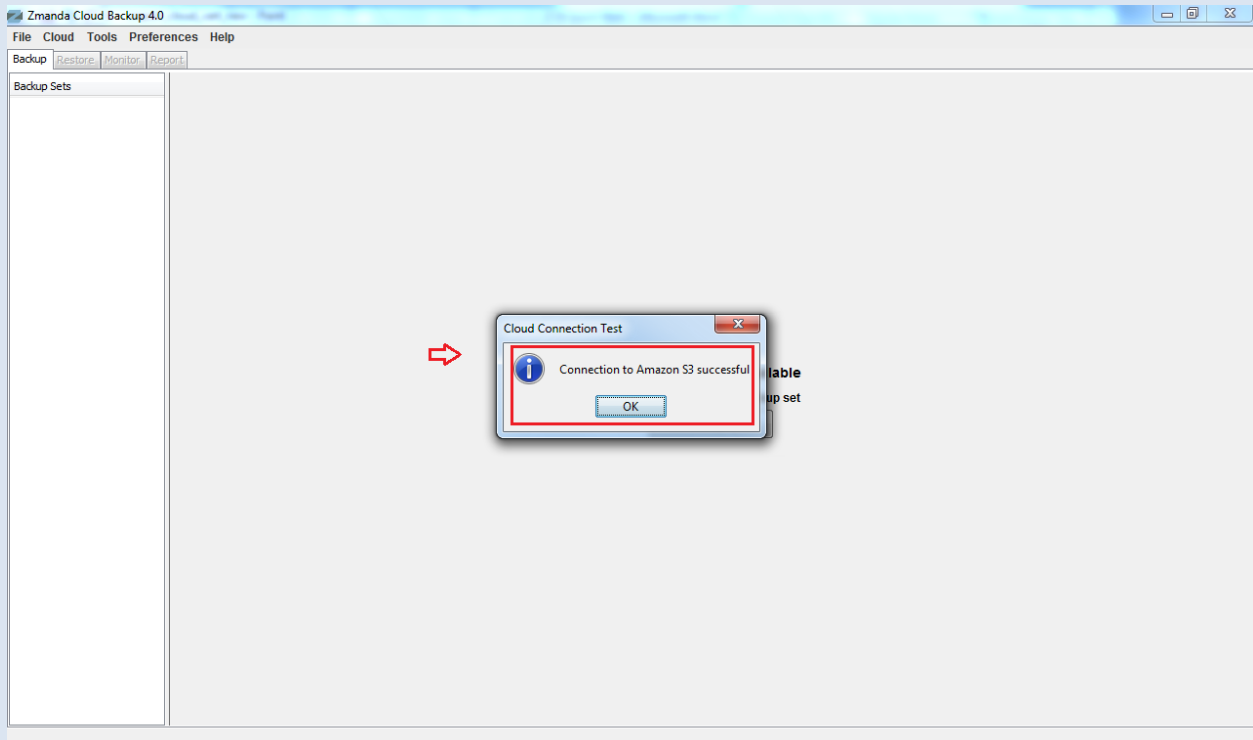 Zmanda Cloud Backup 4.0
File Cloud Tools Preferences Help
Backup Restore Monitor Report
Backup Sets
Cloud Connection Test
Connection to Amazon S3 successful
lable
OK
up set